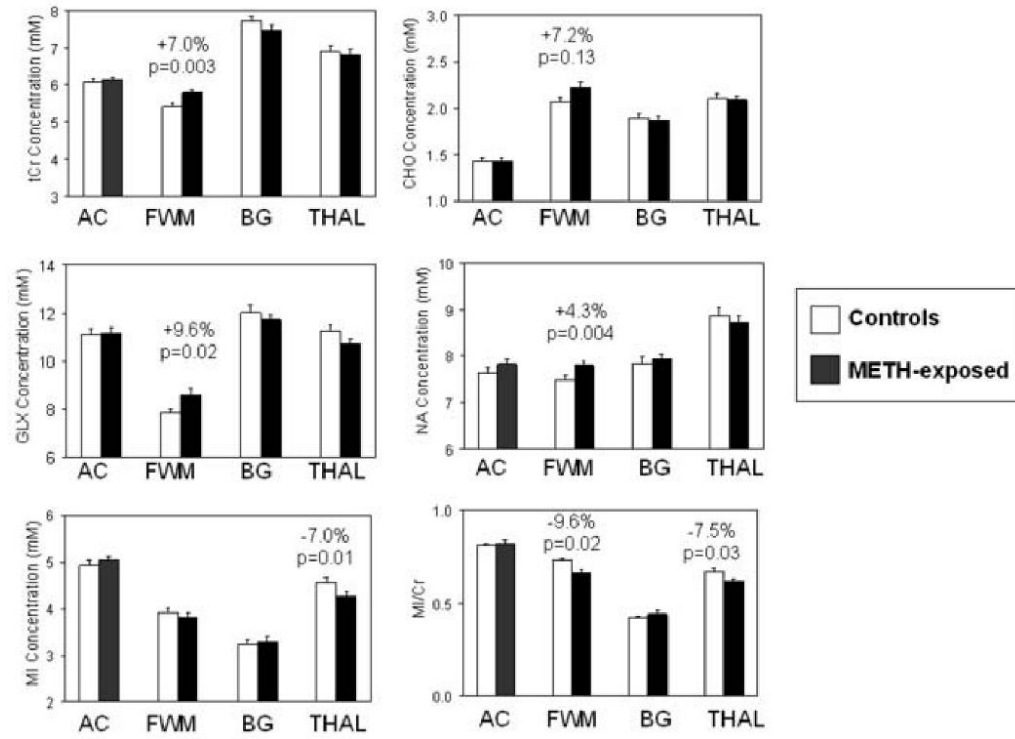 tCr Concentration (mM)
8
7
6
5
4
3
+7.0%
p=0.003
AC FWM BG THAL
CHO Concentration (mM)
3.0
2.5
2.0
1.5
1.0
+7.2%
p=0.13
AC FWM BG THAL
GLX Concentration (mM)
14
12
10
8
6
+9.6%
p=0.02
AC FWM BG THAL
NA Concentration (mM)
10
9
8
7
6
+4.3%
p=0.004
AC FWM BG THAL
Controls
METH-exposed
MI Concentration (mM)
6
5
4
3
2
-7.0%
p=0.01
AC FWM BG THAL
MI/Cr
1.0
0.5
0.0
-9.6%
p=0.02
-7.5%
p=0.03
AC FWM BG THAL